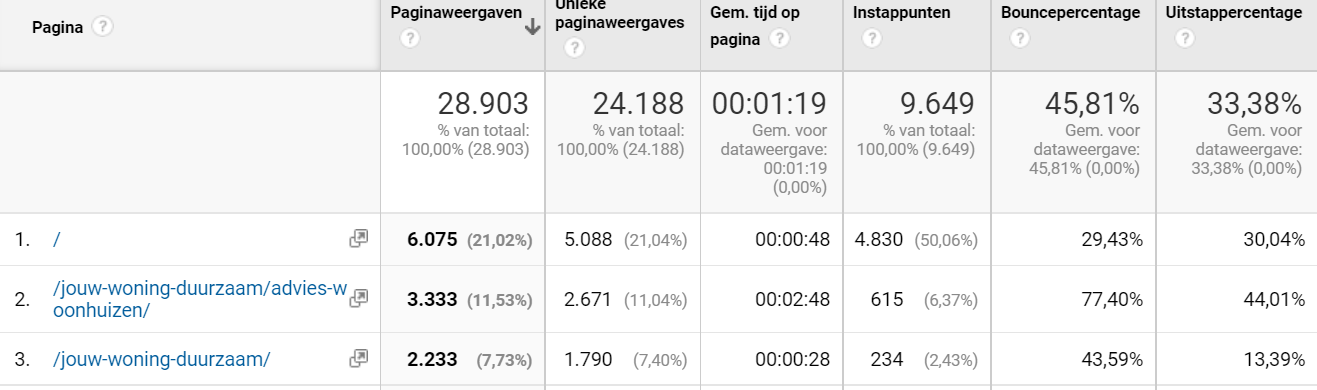 Pagina ?
Paginaweergaven ?
Unieke
paginaweergaves
?
Gem. tijd op
pagina ?
Instappunten
?
Bouncepercentage
?
Uitstappercentage
?
28.903
% van totaal:
100,00% (28.903)
24.188
% van totaal:
100,00% (24.188)
00:01:19
Gem. voor
dataweergave:
00:01:19
(0,00%)
9.649
% van totaal:
100,00% (9.649)
45,81%
Gem. voor
dataweergave:
45,81% (0,00%)
33,38%
Gem. voor
dataweergave:
33,38% (0,00%)
1. / 6.075 (21,02%) 5.088 (21,04%) 00:00:48 4.830 (50,06%) 29,43% 30,04%
2. /jouw-woning-duurzaam/advies-w
oonhuizen/ 3.333 (11,53%) 2.671 (11,04%) 00:02:48 615 (6,37%) 77,40% 44,01%
3. /jouw-woning-duurzaam/ 2.233 (7,73%) 1.790 (7,40%) 00:00:28 234 (2,43%) 43,59% 13,39%